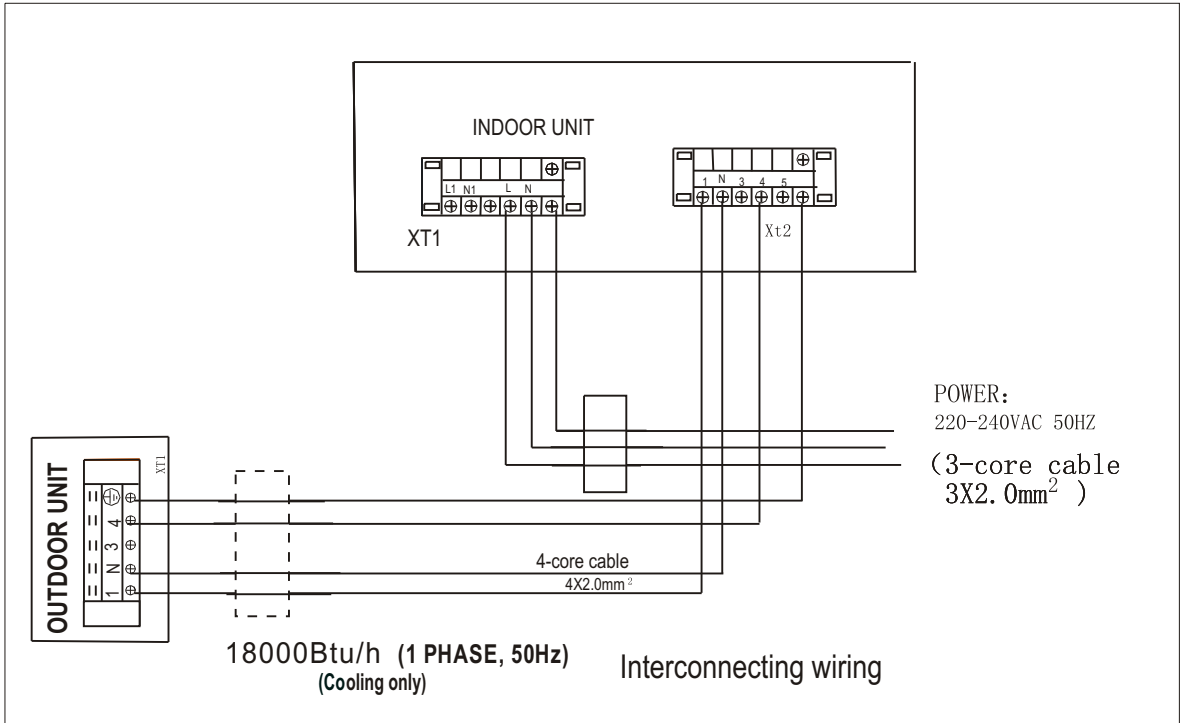 INDOOR UNIT
L1 N1 L N
XT1
1 N 3 4 5
Xt2
POWER:
220-240VAC 50HZ
(3-core cable
3X2.0mm² )
OUTDOOR UNIT
XT1
1 N 3 4
4-core cable
4X2.0mm²
18000Btu/h (1 PHASE, 50Hz)
(Cooling only)
Interconnecting wiring